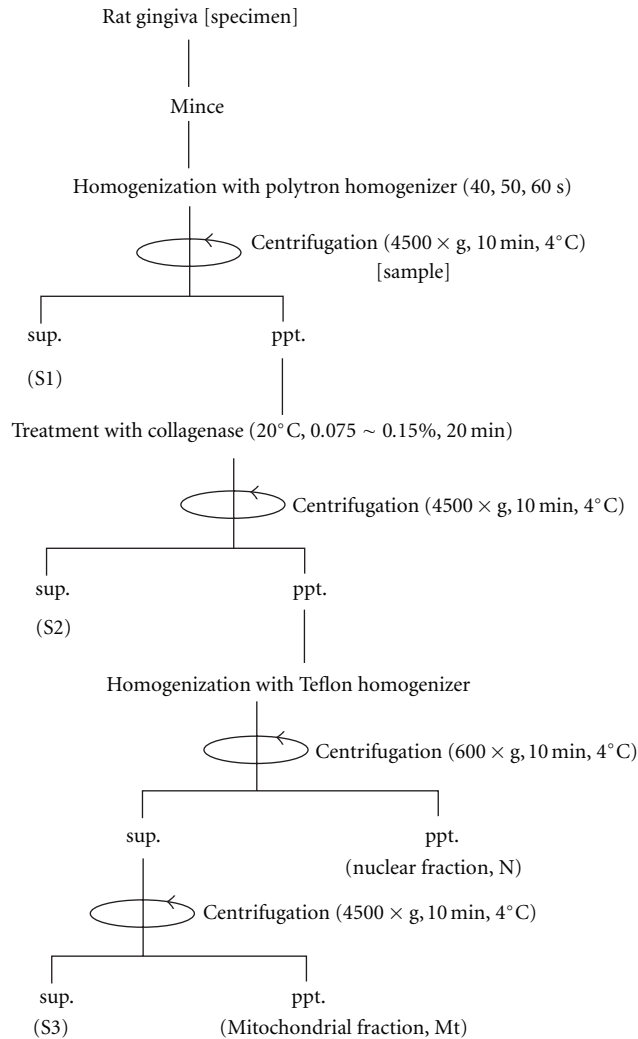 Rat gingiva [specimen]
Mince
Homogenization with polytron homogenizer (40, 50, 60 s)
Centrifugation (4500 × g, 10 min, 4°C)
[sample]
sup.
ppt.
(S1)
Treatment with collagenase (20°C, 0.075 ~ 0.15%, 20 min)
Centrifugation (4500 × g, 10 min, 4°C)
sup.
ppt.
(S2)
Homogenization with Teflon homogenizer
Centrifugation (600 × g, 10 min, 4°C)
sup.
ppt.
(nuclear fraction, N)
Centrifugation (4500 × g, 10 min, 4°C)
sup.
ppt.
(S3)
(Mitochondrial fraction, Mt)